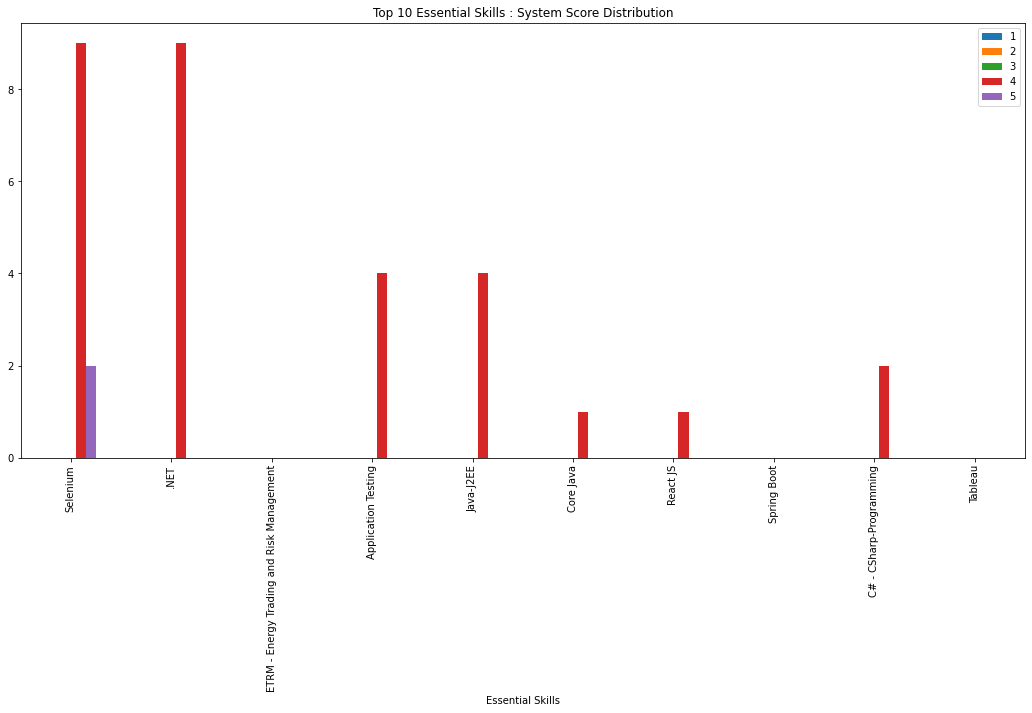 Top 10 Essential Skills : System Score Distribution
1
2
3
4
5
8
6
4
2
0
Selenium
.NET
ETRM - Energy Trading and Risk Management
Application Testing
Java-J2EE
Core Java
React JS
Spring Boot
C# - CSharp-Programming
Tableau
Essential Skills